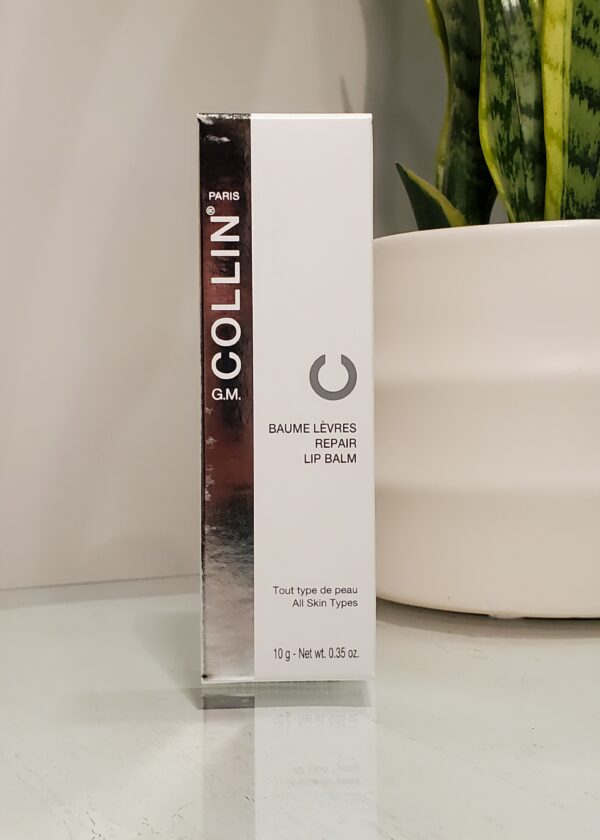 PARIS
G.M. COLLIN®
BAUME LÈVRES
REPAIR
LIP BALM
Tout type de peau
All Skin Types
10 g - Net wt. 0.35 oz.